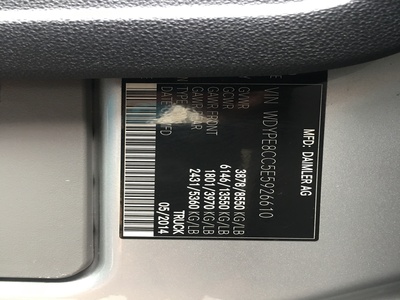 MFD: DAIMLER AG
VIN WDYPE8CC5E5926610
GVWR 3878/8550 KG/LB
GCWR 6146/13550 KG/LB
GAWR FRONT 1801/3970 KG/LB
GAWR REAR 2431/5360 KG/LB
TYPE TRUCK
DATE 05/2014